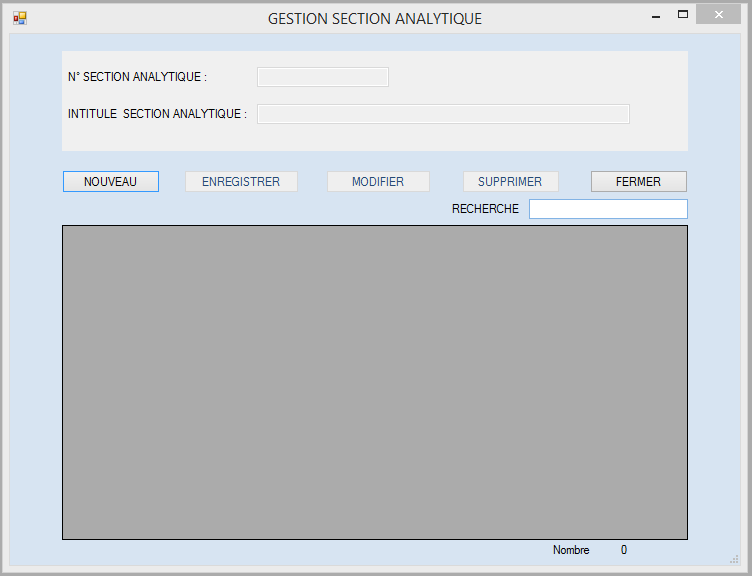 GESTION SECTION ANALYTIQUE
N° SECTION ANALYTIQUE :
INTITULE SECTION ANALYTIQUE :
NOUVEAU ENREGISTRER MODIFIER SUPPRIMER FERMER
RECHERCHE
Nombre 0